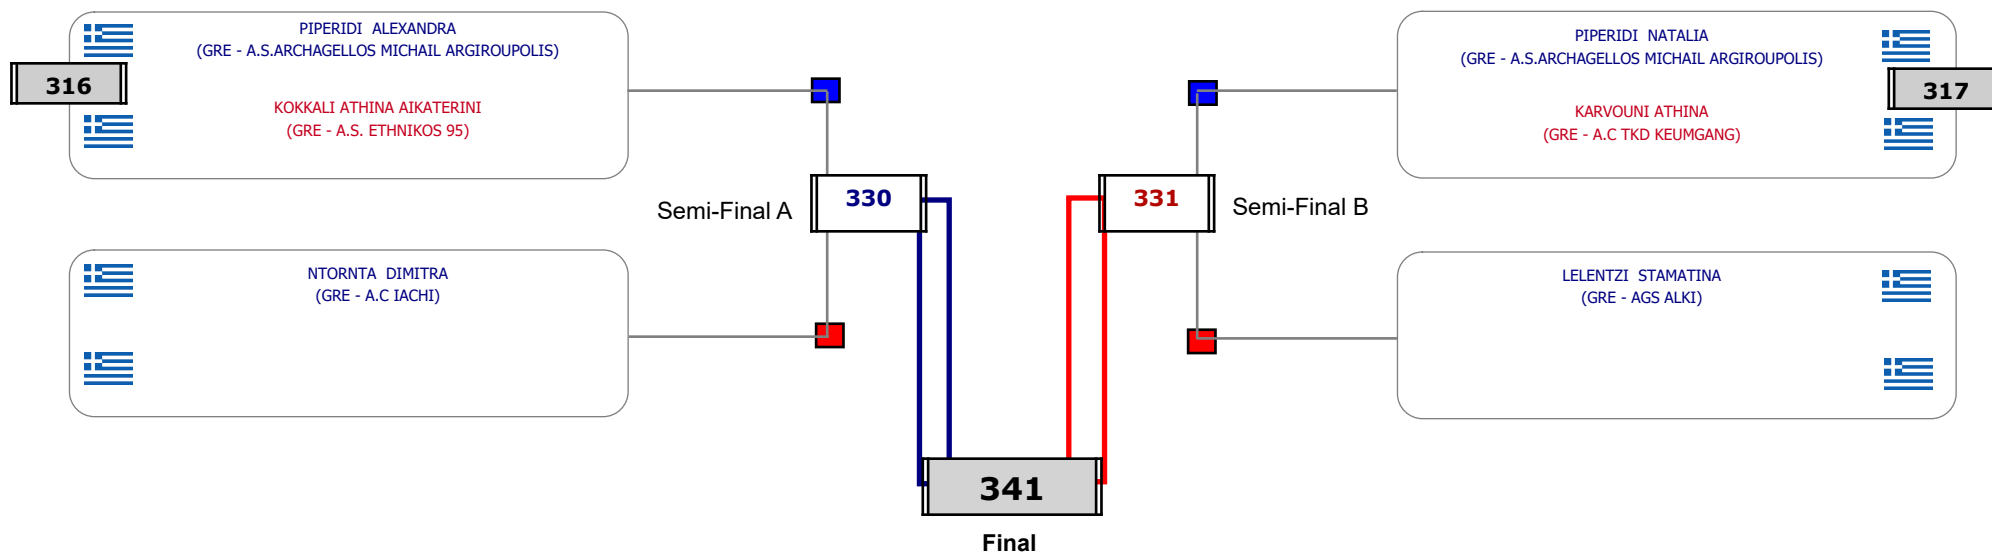 PIPERIDI ALEXANDRA
(GRE - A.S.ARCHAGELLOS MICHAIL ARGIROUPOLIS)
316
KOKKALI ATHINA AIKATERINI
(GRE - A.S. ETHNIKOS 95)
PIPERIDI NATALIA
(GRE - A.S.ARCHAGELLOS MICHAIL ARGIROUPOLIS)
317
KARVOUNI ATHINA
(GRE - A.C TKD KEUMGANG)
Semi-Final A
330
331
Semi-Final B
NTORNTA DIMITRA
(GRE - A.C IACHI)
LELENTZI STAMATINA
(GRE - AGS ALKI)
341
Final